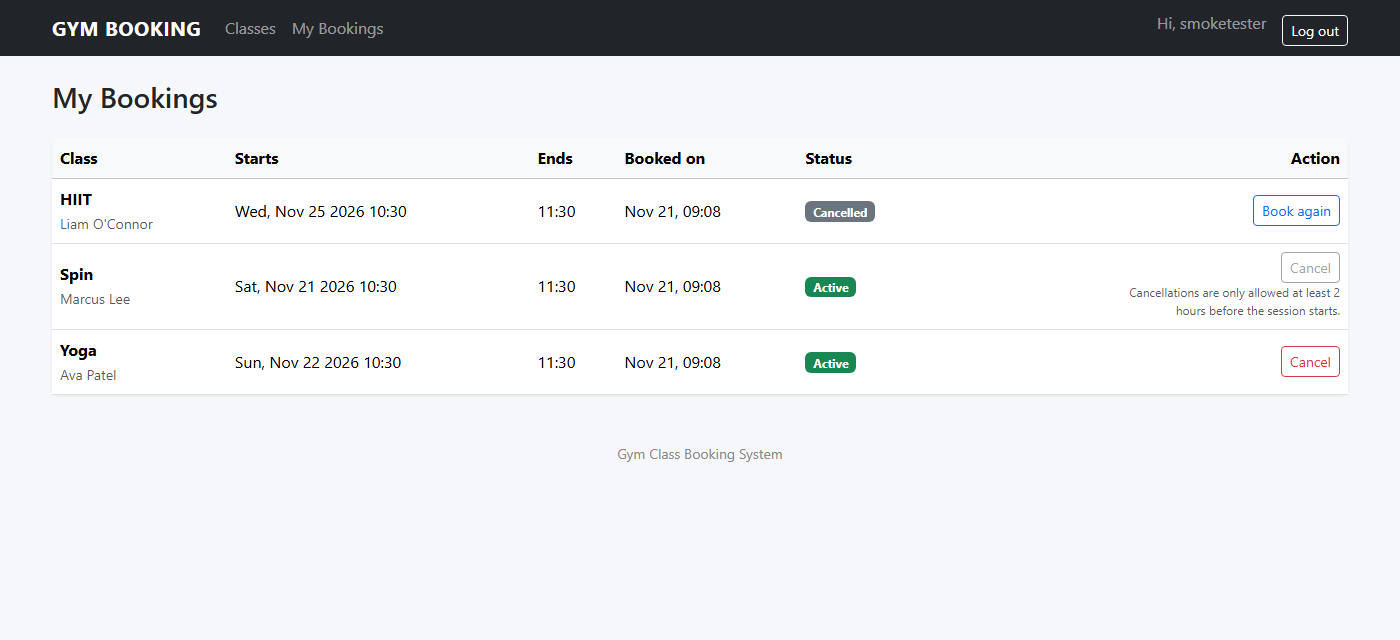 GYM BOOKING Classes My Bookings Hi, smoketester Log out
My Bookings
Class Starts Ends Booked on Status Action
HIIT
Liam O'Connor
Wed, Nov 25 2026 10:30 11:30 Nov 21, 09:08 Cancelled Book again
Spin
Marcus Lee
Sat, Nov 21 2026 10:30 11:30 Nov 21, 09:08 Active Cancel
Cancellations are only allowed at least 2
hours before the session starts.
Yoga
Ava Patel
Sun, Nov 22 2026 10:30 11:30 Nov 21, 09:08 Active Cancel
Gym Class Booking System